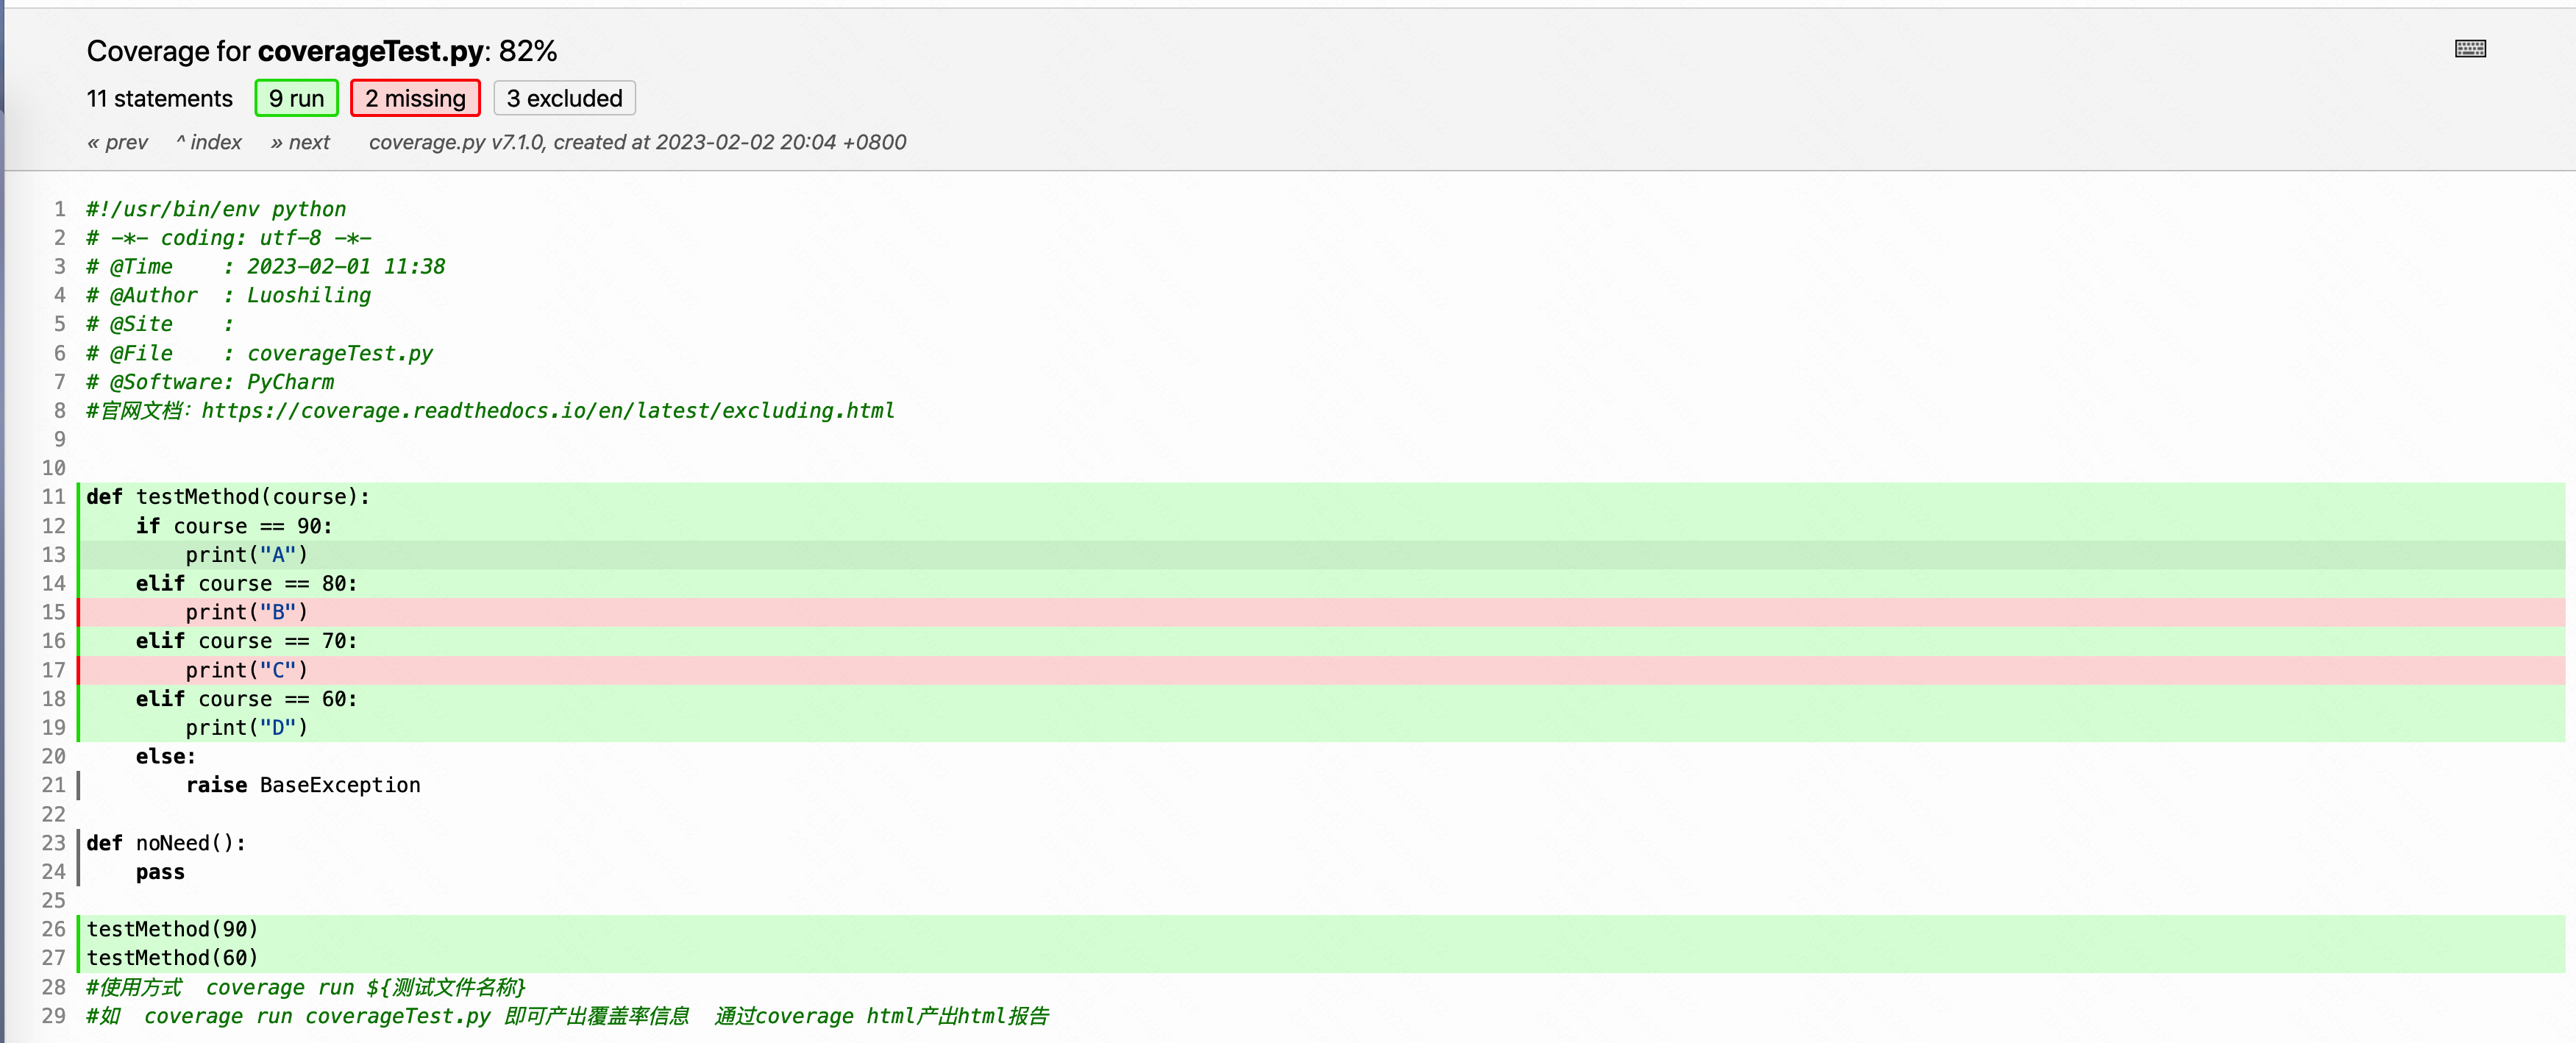 Coverage for coverageTest.py: 82%
11 statements 9 run 2 missing 3 excluded
« prev ^ index » next coverage.py v7.1.0, created at 2023-02-02 20:04 +0800
1 #!/usr/bin/env python
2 # -*- coding: utf-8 -*-
3 # @Time    : 2023-02-01 11:38
4 # @Author  : Luoshiling
5 # @Site    :
6 # @File    : coverageTest.py
7 # @Software: PyCharm
8 #官网文档：https://coverage.readthedocs.io/en/latest/excluding.html
9
10
11 def testMethod(course):
12     if course == 90:
13         print("A")
14     elif course == 80:
15         print("B")
16     elif course == 70:
17         print("C")
18     elif course == 60:
19         print("D")
20     else:
21         raise BaseException
22
23 def noNeed():
24     pass
25
26 testMethod(90)
27 testMethod(60)
28 #使用方式  coverage run ${测试文件名称}
29 #如  coverage run coverageTest.py 即可产出覆盖率信息  通过coverage html产出html报告